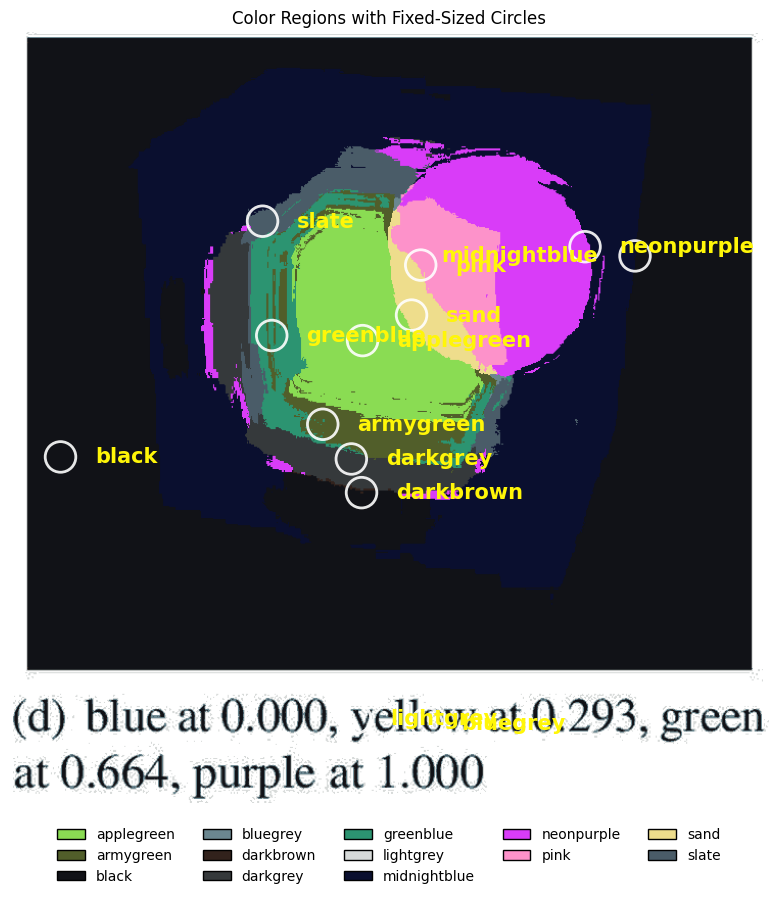 Color Regions with Fixed-Sized Circles
slate
midnightblue
neonpurple
pink
sand
greenblue
applegreen
armygreen
black
darkgrey
darkbrown
lightgrey
bluegrey
(d) blue at 0.000, yellow at 0.293, green
at 0.664, purple at 1.000
applegreen bluegrey greenblue neonpurple sand
armygreen darkbrown lightgrey pink slate
black darkgrey midnightblue